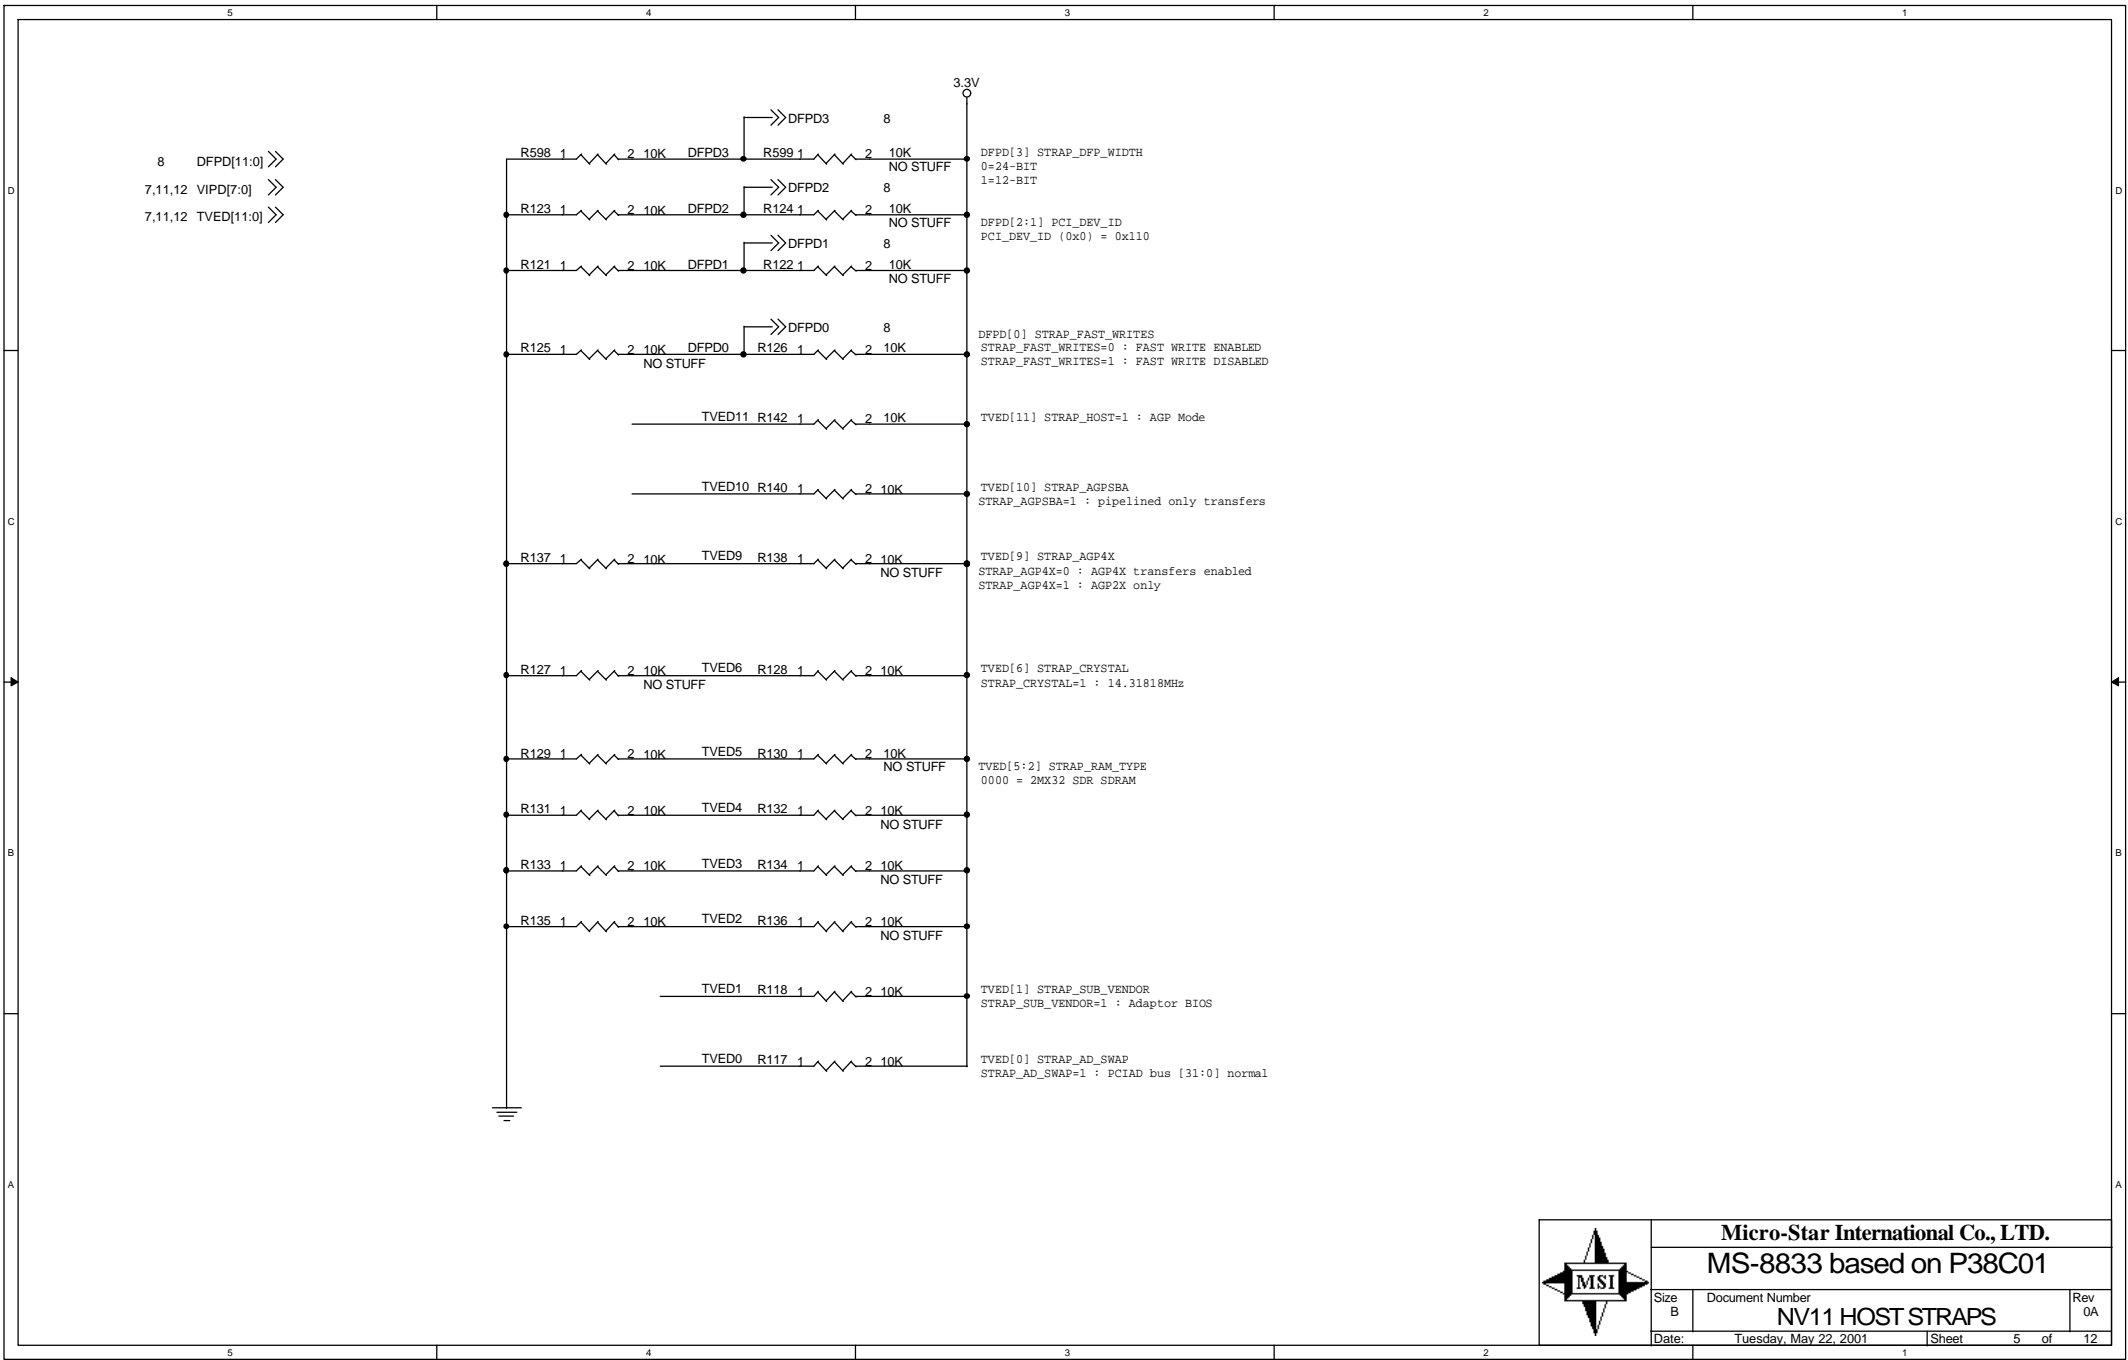 5 4 3 2 1
3.3V
DFPD3 8
8 DFPD[11:0]
7,11,12 VIPD[7:0]
7,11,12 TVED[11:0]
R598 1 2 10K DFPD3 R599 1 2 10K
NO STUFF
DFPD[3] STRAP_DFP_WIDTH
0=24-BIT
1=12-BIT
D D
DFPD2 8
R123 1 2 10K DFPD2 R124 1 2 10K
NO STUFF
DFPD[2:1] PCI_DEV_ID
PCI_DEV_ID (0x0) = 0x110
DFPD1 8
R121 1 2 10K DFPD1 R122 1 2 10K
NO STUFF
DFPD0 8
R125 1 2 10K DFPD0 R126 1 2 10K
NO STUFF
DFPD[0] STRAP_FAST_WRITES
STRAP_FAST_WRITES=0 : FAST WRITE ENABLED
STRAP_FAST_WRITES=1 : FAST WRITE DISABLED
TVED11 R142 1 2 10K
TVED[11] STRAP_HOST=1 : AGP Mode
TVED10 R140 1 2 10K
TVED[10] STRAP_AGPSBA
STRAP_AGPSBA=1 : pipelined only transfers
C C
R137 1 2 10K TVED9 R138 1 2 10K
NO STUFF
TVED[9] STRAP_AGP4X
STRAP_AGP4X=0 : AGP4X transfers enabled
STRAP_AGP4X=1 : AGP2X only
R127 1 2 10K TVED6 R128 1 2 10K
NO STUFF
TVED[6] STRAP_CRYSTAL
STRAP_CRYSTAL=1 : 14.31818MHz
R129 1 2 10K TVED5 R130 1 2 10K
NO STUFF
TVED[5:2] STRAP_RAM_TYPE
0000 = 2MX32 SDR SDRAM
R131 1 2 10K TVED4 R132 1 2 10K
NO STUFF
B B
R133 1 2 10K TVED3 R134 1 2 10K
NO STUFF
R135 1 2 10K TVED2 R136 1 2 10K
NO STUFF
TVED1 R118 1 2 10K
TVED[1] STRAP_SUB_VENDOR
STRAP_SUB_VENDOR=1 : Adaptor BIOS
TVED0 R117 1 2 10K
TVED[0] STRAP_AD_SWAP
STRAP_AD_SWAP=1 : PCIAD bus [31:0] normal
A A
MSI
Micro-Star International Co., LTD.
MS-8833 based on P38C01
Size
B
Document Number
NV11 HOST STRAPS
Rev
0A
Date: Tuesday, May 22, 2001 Sheet 5 of 12
5 4 3 2 1